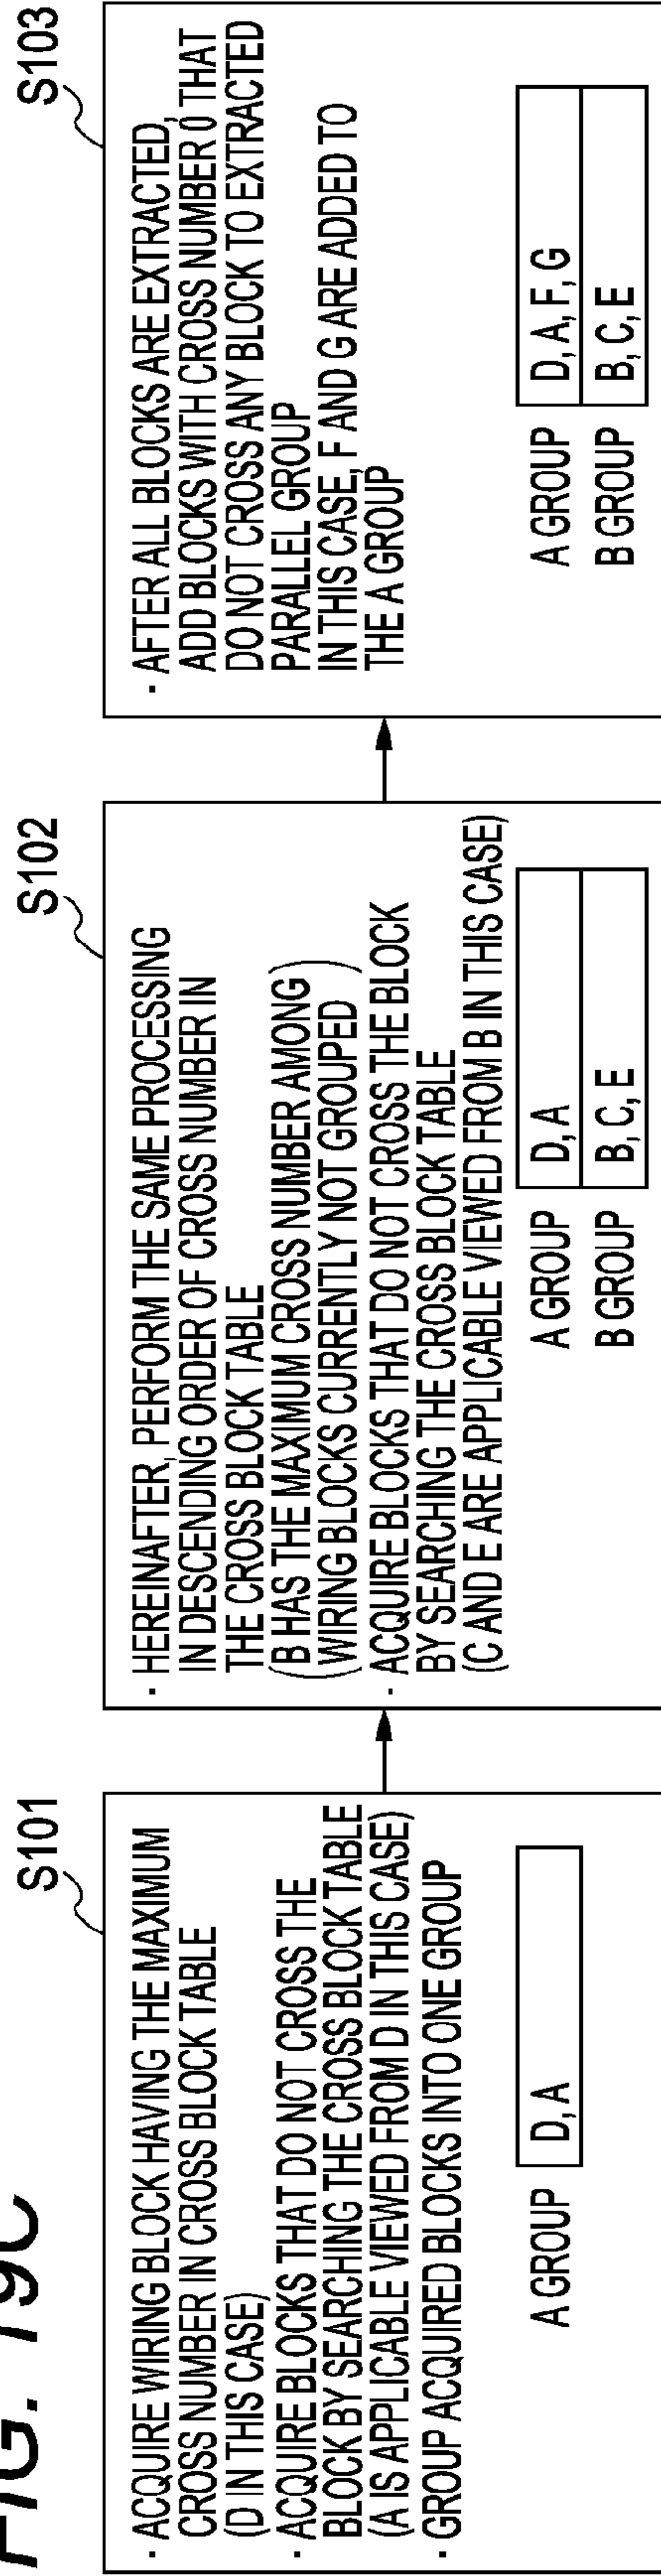 FIG. 19C
S101
· ACQUIRE WIRING BLOCK HAVING THE MAXIMUM
CROSS NUMBER IN CROSS BLOCK TABLE
(D IN THIS CASE)
· ACQUIRE BLOCKS THAT DO NOT CROSS THE
BLOCK BY SEARCHING THE CROSS BLOCK TABLE
(A IS APPLICABLE VIEWED FROM D IN THIS CASE)
· GROUP ACQUIRED BLOCKS INTO ONE GROUP
A GROUP D, A
S102
· HEREINAFTER, PERFORM THE SAME PROCESSING
IN DESCENDING ORDER OF CROSS NUMBER IN
THE CROSS BLOCK TABLE
(B HAS THE MAXIMUM CROSS NUMBER AMONG
WIRING BLOCKS CURRENTLY NOT GROUPED)
· ACQUIRE BLOCKS THAT DO NOT CROSS THE BLOCK
BY SEARCHING THE CROSS BLOCK TABLE
(C AND E ARE APPLICABLE VIEWED FROM B IN THIS CASE)
A GROUP D, A
B GROUP B, C, E
S103
· AFTER ALL BLOCKS ARE EXTRACTED,
ADD BLOCKS WITH CROSS NUMBER 0 THAT
DO NOT CROSS ANY BLOCK TO EXTRACTED
PARALLEL GROUP
IN THIS CASE, F AND G ARE ADDED TO
THE A GROUP
A GROUP D, A, F, G
B GROUP B, C, E